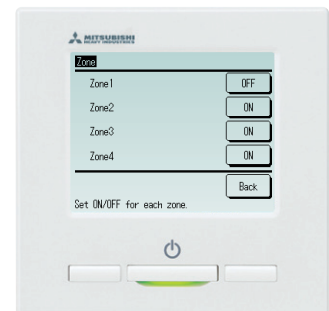 MITSUBISHI
HEAVY INDUSTRIES
Zone
Zone1 OFF
Zone2 ON
Zone3 ON
Zone4 ON
Back
Set ON/OFF for each zone.